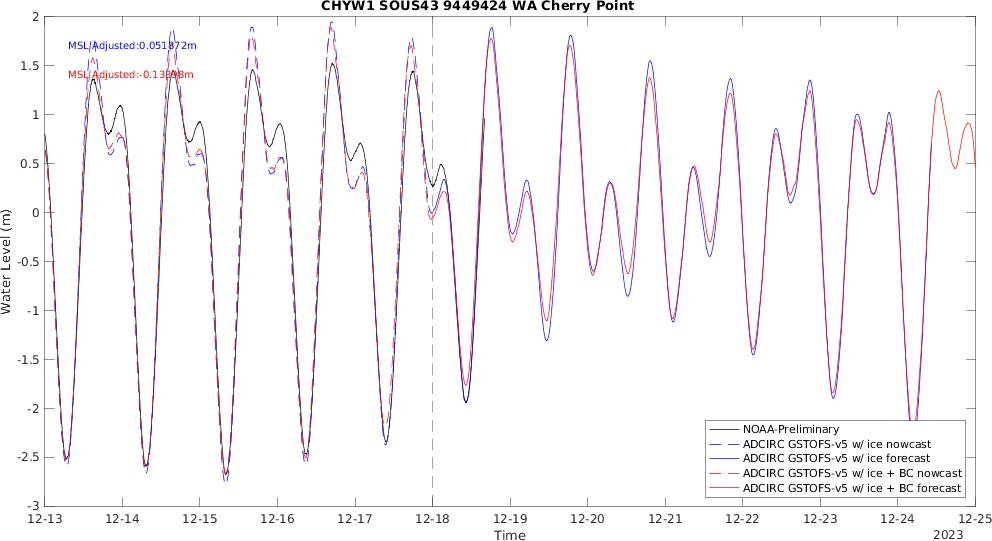 CHYW1 SOUS43 9449424 WA Cherry Point
MSL Adjusted:0.051872m
MSL Adjusted:-0.13398m
Water Level (m)
2
1.5
1
0.5
0
-0.5
-1
-1.5
-2
-2.5
-3
NOAA-Preliminary
ADCIRC GSTOFS-v5 w/ ice nowcast
ADCIRC GSTOFS-v5 w/ ice forecast
ADCIRC GSTOFS-v5 w/ ice + BC nowcast
ADCIRC GSTOFS-v5 w/ ice + BC forecast
12-13 12-14 12-15 12-16 12-17 12-18 12-19 12-20 12-21 12-22 12-23 12-24 12-25
Time
2023